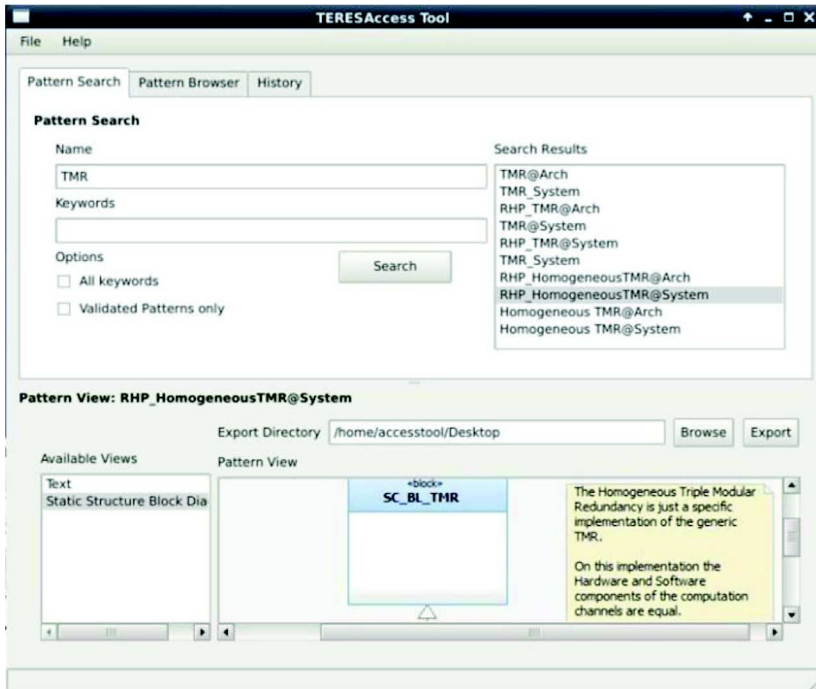 TERESAccess Tool
File Help
Pattern Search Pattern Browser History
Pattern Search
Name
TMR
Keywords
Options
All keywords
Validated Patterns only
Search
Search Results
TMR@Arch
TMR_System
RHP_TMR@Arch
TMR@System
RHP_TMR@System
TMR_System
RHP_HomogeneousTMR@Arch
RHP_HomogeneousTMR@System
Homogeneous TMR@Arch
Homogeneous TMR@System
Pattern View: RHP_HomogeneousTMR@System
Export Directory /home/accesstool/Desktop Browse Export
Available Views
Text
Static Structure Block Dia
Pattern View
«block»
SC_BL_TMR
The Homogeneous Triple Modular
Redundancy is just a specific
implementation of the generic
TMR.
On this implementation the
Hardware and Software
components of the computation
channels are equal.